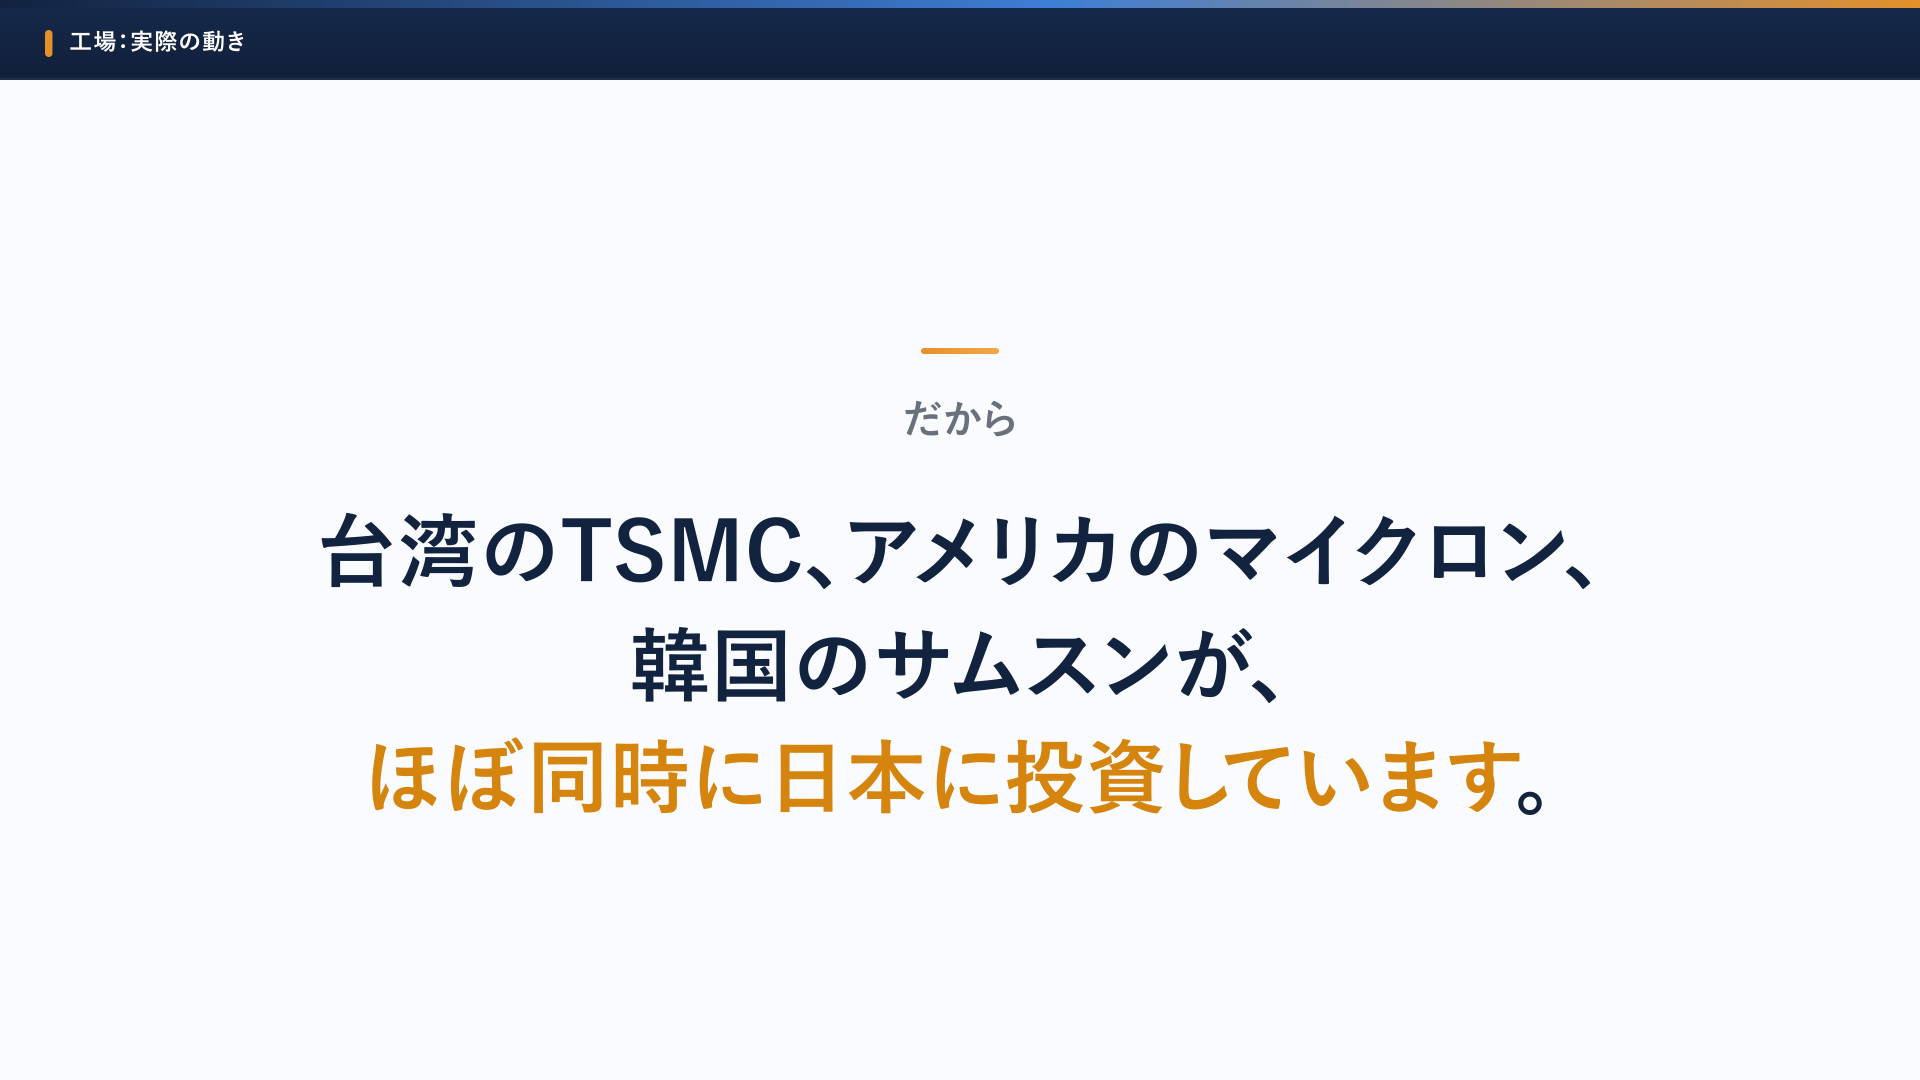 工場：実際の動き
だから
台湾のTSMC、アメリカのマイクロン、
韓国のサムスンが、
ほぼ同時に日本に投資しています。